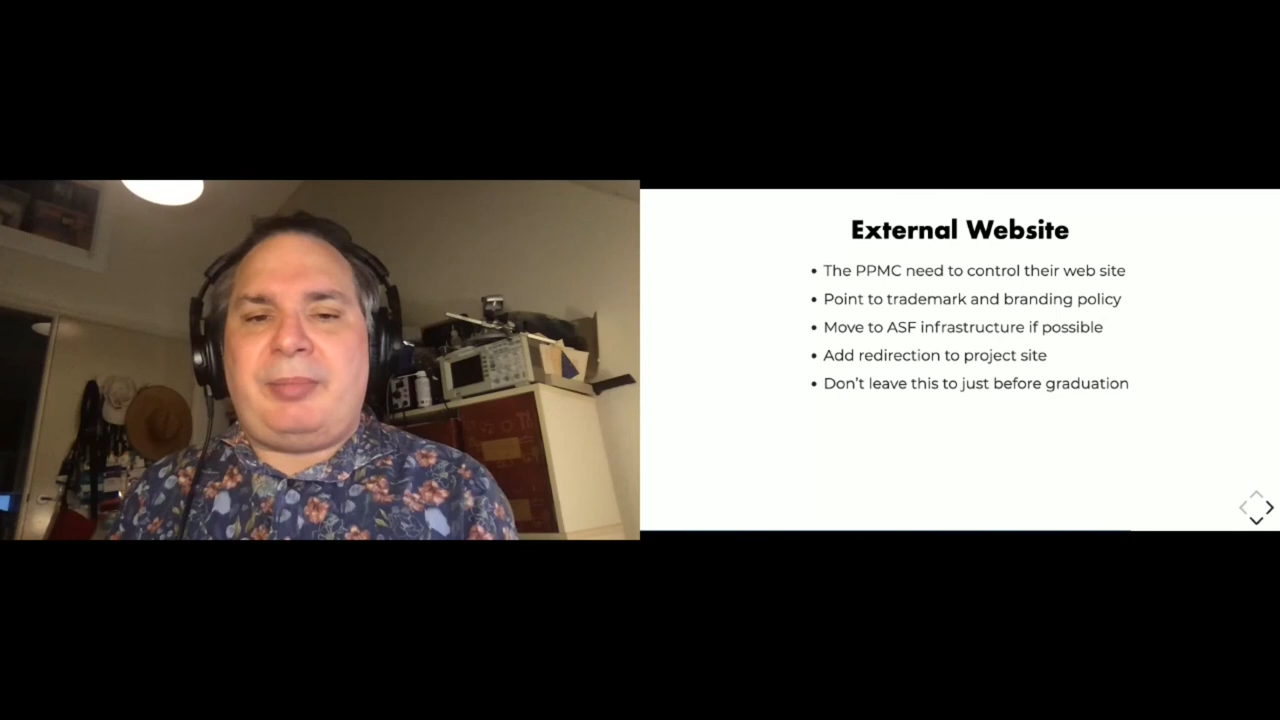 External Website
• The PPMC need to control their web site
• Point to trademark and branding policy
• Move to ASF infrastructure if possible
• Add redirection to project site
• Don't leave this to just before graduation